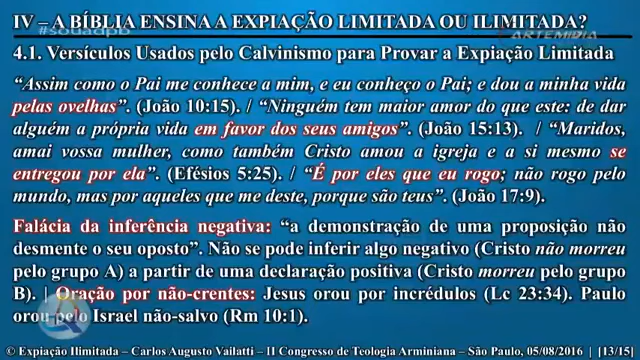 IV – A BÍBLIA ENSINA A EXPIAÇÃO LIMITADA OU ILIMITADA?
#souadpb
ARTEMIDIA
4.1. Versículos Usados pelo Calvinismo para Provar a Expiação Limitada
“Assim como o Pai me conhece a mim, e eu conheço o Pai; e dou a minha vida
pelas ovelhas”. (João 10:15). / “Ninguém tem maior amor do que este: de dar
alguém a própria vida em favor dos seus amigos”. (João 15:13). / “Maridos,
amai vossa mulher, como também Cristo amou a igreja e a si mesmo se
entregou por ela”. (Efésios 5:25). / “É por eles que eu rogo; não rogo pelo
mundo, mas por aqueles que me deste, porque são teus”. (João 17:9).
Falácia da inferência negativa: “a demonstração de uma proposição não
desmente o seu oposto”. Não se pode inferir algo negativo (Cristo não morreu
pelo grupo A) a partir de uma declaração positiva (Cristo morreu pelo grupo
B). | Oração por não-crentes: Jesus orou por incrédulos (Lc 23:34). Paulo
orou pelo Israel não-salvo (Rm 10:1).
© Expiação Ilimitada – Carlos Augusto Vailatti – II Congresso de Teologia Arminiana – São Paulo, 05/08/2016 | [13/15]